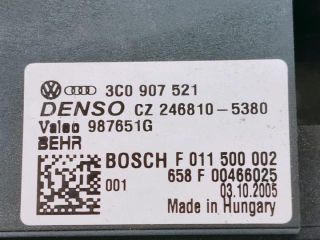 3C0 907 521
DENSO CZ 246810-5380
Valeo 987651G
BEHR
BOSCH F 011 500 002
001 658 F 00466025
03.10.2005
Made in Hungary